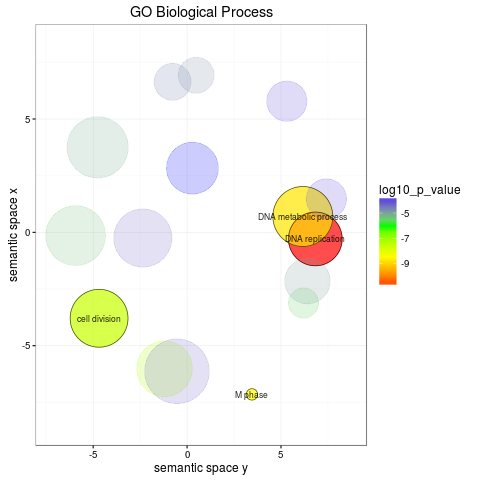 GO Biological Process
semantic space x
5
0
-5
DNA metabolic process
DNA replication
cell division
M phase
-5
0
5
semantic space y
log10_p_value
-5
-7
-9